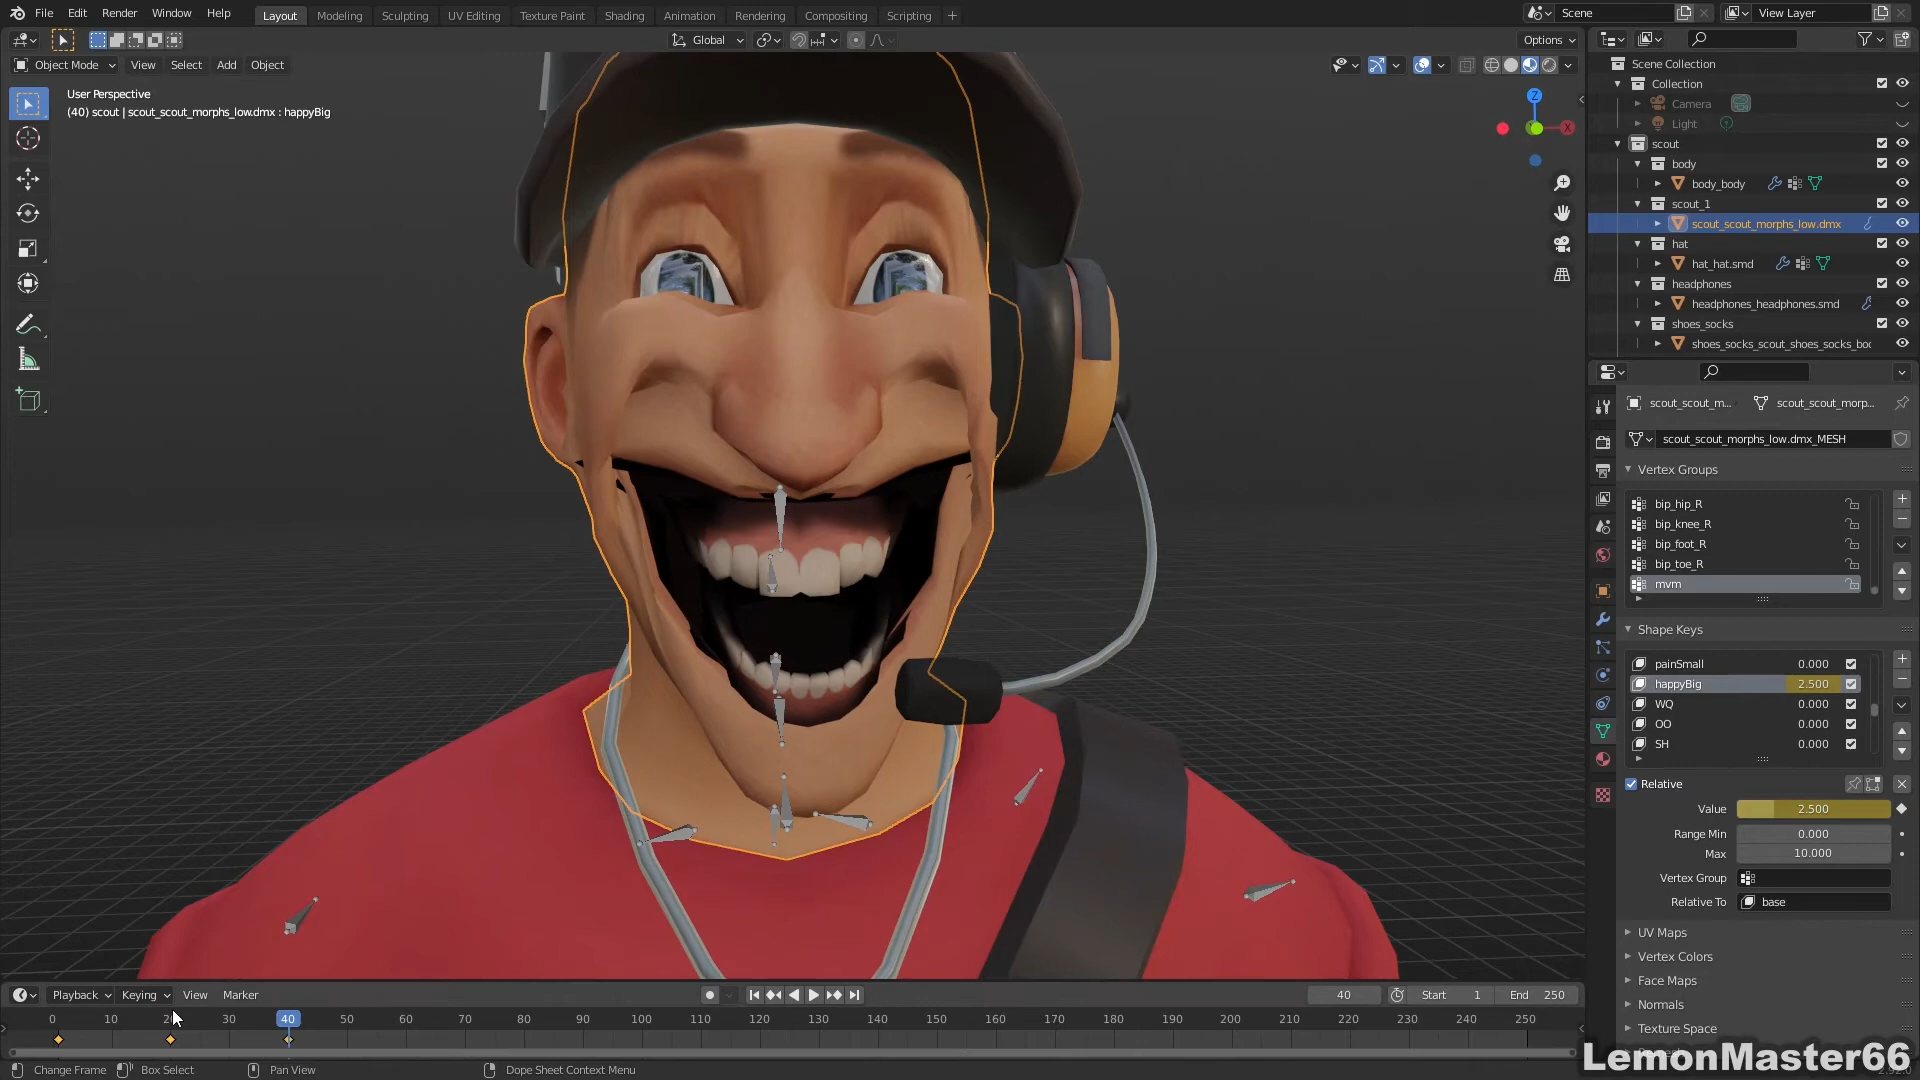 File Edit Render Window Help Layout Modeling Sculpting UV Editing Texture Paint Shading Animation Rendering Compositing Scripting + Scene View Layer
Global Options
Object Mode View Select Add Object
User Perspective
(40) scout | scout_scout_morphs_low.dmx : happyBig
Z
X
Scene Collection
Collection
Camera
Light
scout
body
body_body
scout_1
scout_scout_morphs_low.dmx
hat
hat_hat.smd
headphones
headphones_headphones.smd
shoes_socks
shoes_socks_scout_shoes_socks_boc
scout_scout_m... scout_scout_morp...
scout_scout_morphs_low.dmx_MESH
Vertex Groups
bip_hip_R
bip_knee_R
bip_foot_R
bip_toe_R
mvm
Shape Keys
painSmall 0.000
happyBig 2.500
WQ 0.000
OO 0.000
SH 0.000
Relative
Value 2.500
Range Min 0.000
Max 10.000
Vertex Group
Relative To base
UV Maps
Vertex Colors
Face Maps
Normals
Texture Space
Playback Keying View Marker 40 Start 1 End 250
0 10 30 40 50 60 70 80 90 100 110 120 130 140 150 160 170 180 190 200 210 220 230 240 250
Change Frame Box Select Pan View Dope Sheet Context Menu
LemonMaster66